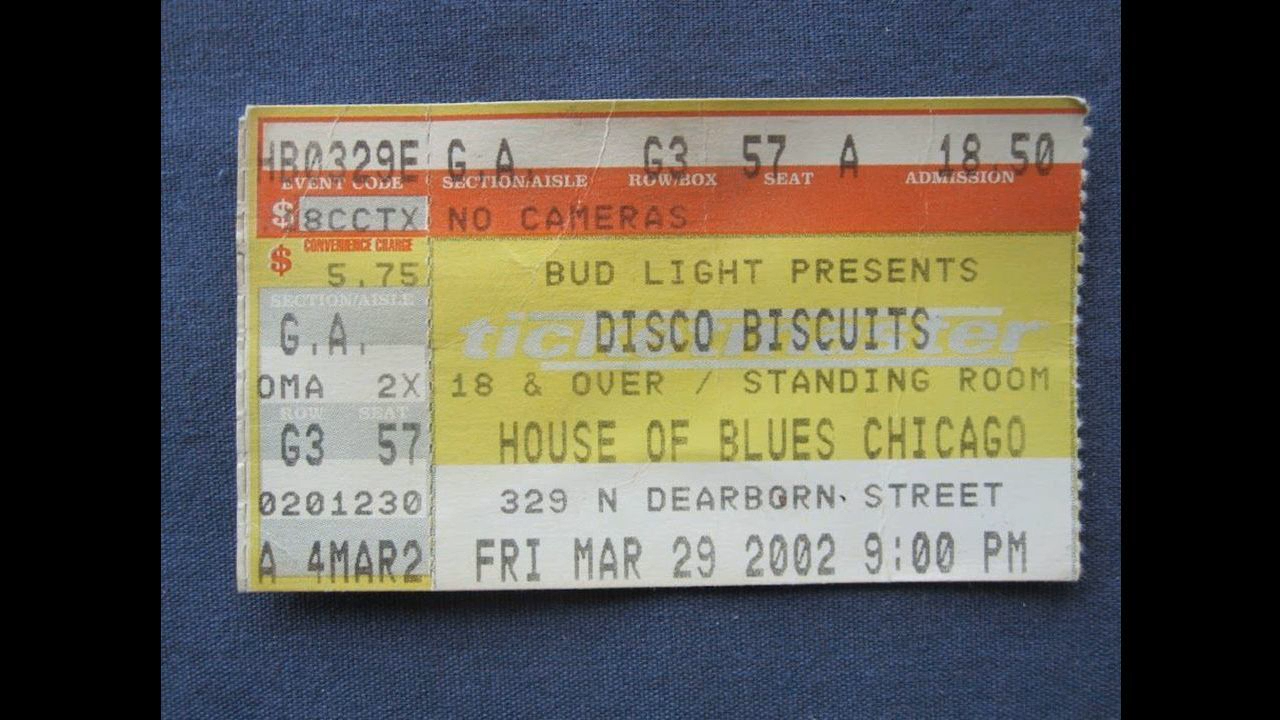 HB0329E G.A. G3 57 A 18.50
EVENT CODE SECTION/AISLE ROW/BOX SEAT ADMISSION
$ 18CCTX NO CAMERAS
$ CONVENIENCE CHARGE
5.75 BUD LIGHT PRESENTS
SECTION/AISLE
ticketmaster
G.A. DISCO BISCUITS
OMA 2X 18 & OVER / STANDING ROOM
ROW SEAT
G3 57 HOUSE OF BLUES CHICAGO
0201230 329 N DEARBORN STREET
A 4MAR2 FRI MAR 29 2002 9:00 PM